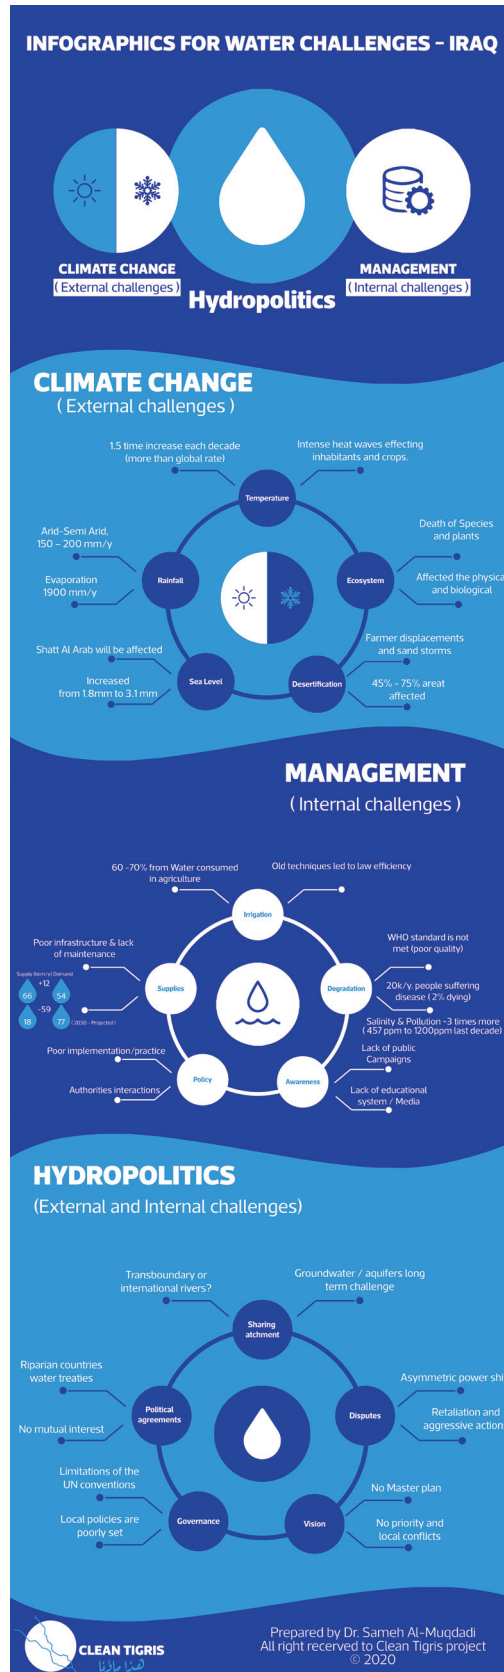 INFOGRAPHICS FOR WATER CHALLENGES - IRAQ
CLIMATE CHANGE
( External challenges )
Hydropolitics
MANAGEMENT
( Internal challenges )
CLIMATE CHANGE
( External challenges )
1.5 time increase each decade
(more than global rate)
Intense heat waves effecting
inhabitants and crops.
Temperature
Arid-Semi Arid,
150 – 200 mm/y
Evaporation
1900 mm/y
Rainfall
Death of Species
and plants
Affected the physica
and biological
Ecosystem
Shatt Al Arab will be affected
Increased
from 1.8mm to 3.1 mm
Sea Level
Farmer displacements
and sand storms
45% - 75% areat
affected
Desertification
MANAGEMENT
( Internal challenges )
60 -70% from Water consumed
in agriculture
Old techniques led to law efficiency
Irrigation
Poor infrastructure & lack
of maintenance
Supply (bcm/y) Demand
+12
66
54
-59
18
77
( 2030 - Projected )
Supplies
WHO standard is not
met (poor quality)
20k/y. people suffering
disease ( 2% dying)
Salinity & Pollution ~3 times more
( 457 ppm to 1200ppm last decade)
Degradation
Poor implementation/practice
Authorities interactions
Policy
Lack of public
Campaigns
Lack of educational
system / Media
Awareness
HYDROPOLITICS
(External and Internal challenges)
Transboundary or
international rivers?
Groundwater / aquifers long
term challenge
Sharing
atchment
Riparian countries
water treaties
No mutual interest
Political
agreements
Asymmetric power shi
Retaliation and
aggressive action
Disputes
Limitations of the
UN conventions
Local policies are
poorly set
Governance
No Master plan
No priority and
local conflicts
Vision
CLEAN TIGRIS
هذا ماؤنا
Prepared by Dr. Sameh Al-Muqdadi
All right recerved to Clean Tigris project
© 2020